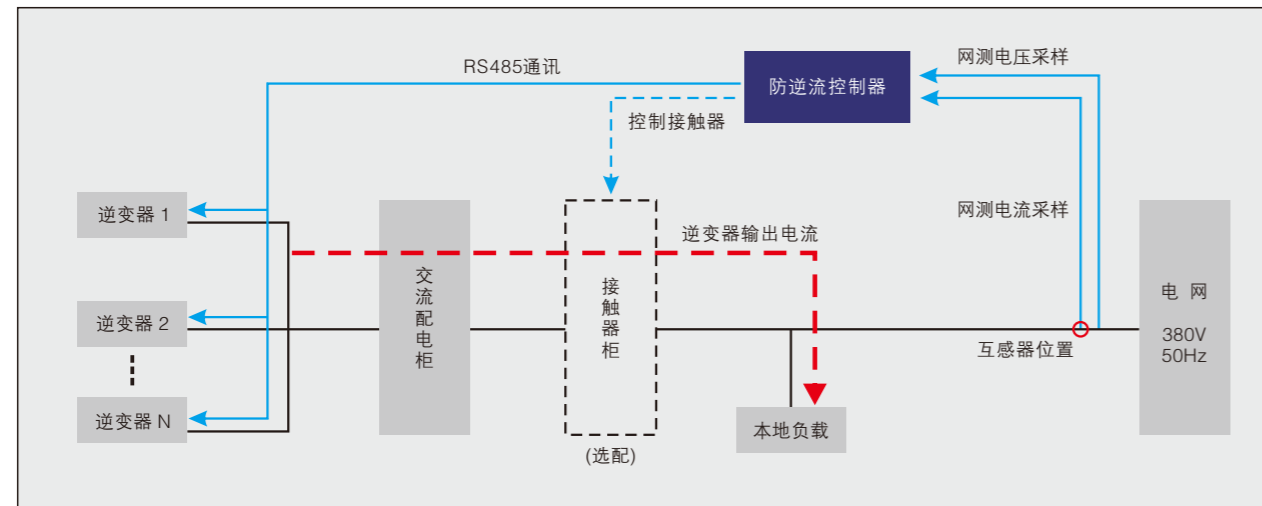 RS485通讯
防逆流控制器
网测电压采样
控制接触器
逆变器 1
网测电流采样
逆变器输出电流
交流配电柜
接触器柜
电 网
380V
50Hz
逆变器 2
互感器位置
逆变器 N
本地负载
(选配)